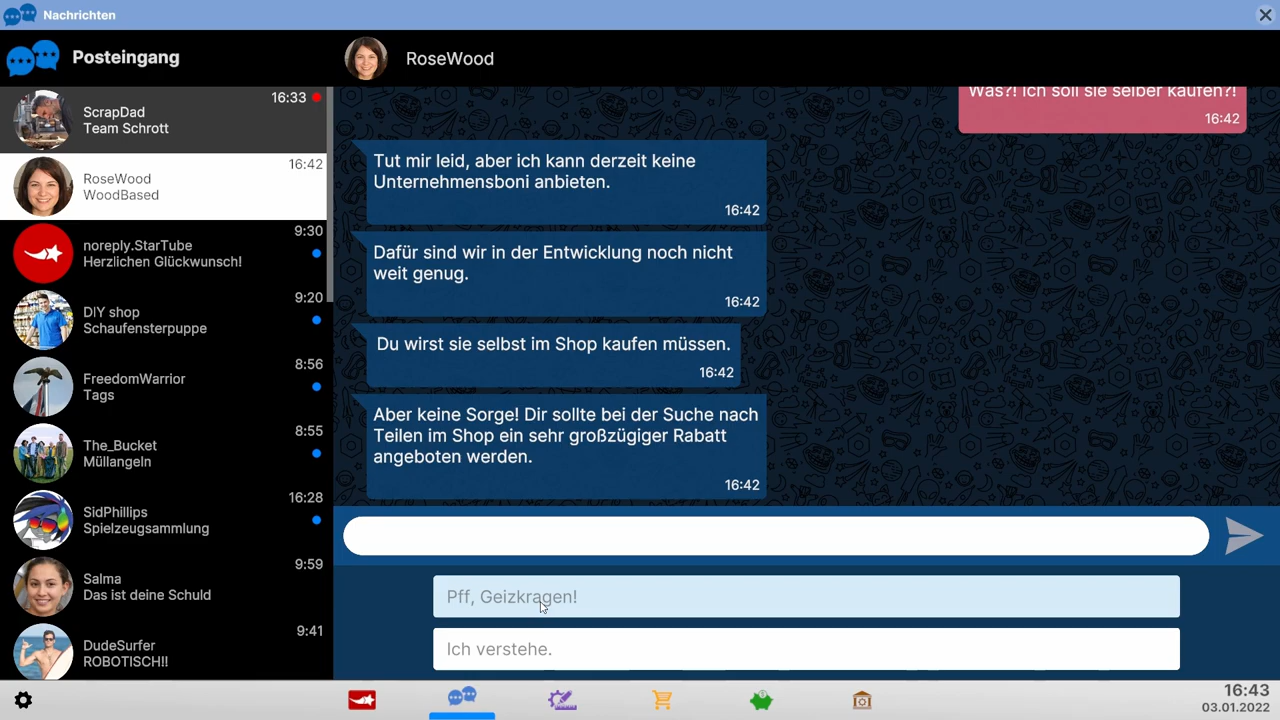 Nachrichten
Posteingang
RoseWood
ScrapDad
Team Schrott
16:33
RoseWood
WoodBased
16:42
noreply.StarTube
Herzlichen Glückwunsch!
9:30
DIY shop
Schaufensterpuppe
9:20
FreedomWarrior
Tags
8:56
The_Bucket
Müllangeln
8:55
SidPhillips
Spielzeugsammlung
16:28
Salma
Das ist deine Schuld
9:59
DudeSurfer
ROBOTISCH!!
9:41
Was?! Ich soll sie selber kaufen?!
16:42
Tut mir leid, aber ich kann derzeit keine
Unternehmensboni anbieten.
16:42
Dafür sind wir in der Entwicklung noch nicht
weit genug.
16:42
Du wirst sie selbst im Shop kaufen müssen.
16:42
Aber keine Sorge! Dir sollte bei der Suche nach
Teilen im Shop ein sehr großzügiger Rabatt
angeboten werden.
16:42
Pff, Geizkragen!
Ich verstehe.
16:43
03.01.2022